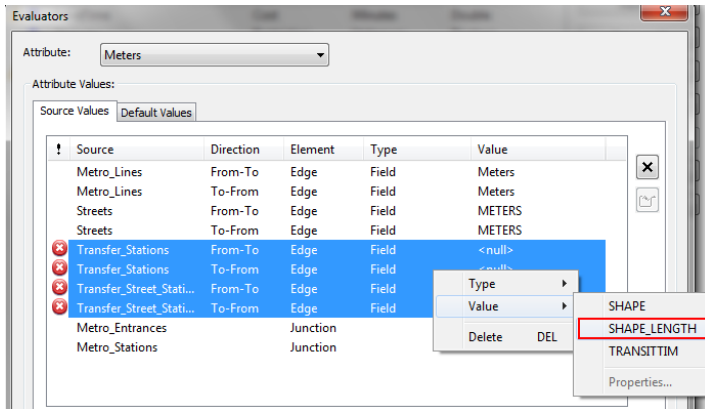 Evaluators
Attribute: Meters
Attribute Values:
Source Values Default Values
! Source Direction Element Type Value
Metro_Lines From-To Edge Field Meters
Metro_Lines To-From Edge Field Meters
Streets From-To Edge Field METERS
Streets To-From Edge Field METERS
Transfer_Stations From-To Edge Field <null>
Transfer_Stations To-From Edge Field <null>
Transfer_Street_Stati... From-To Edge Field
Transfer_Street_Stati... To-From Edge Field
Metro_Entrances Junction
Metro_Stations Junction
Type
Value
Delete DEL
SHAPE
SHAPE_LENGTH
TRANSITTIM
Properties...